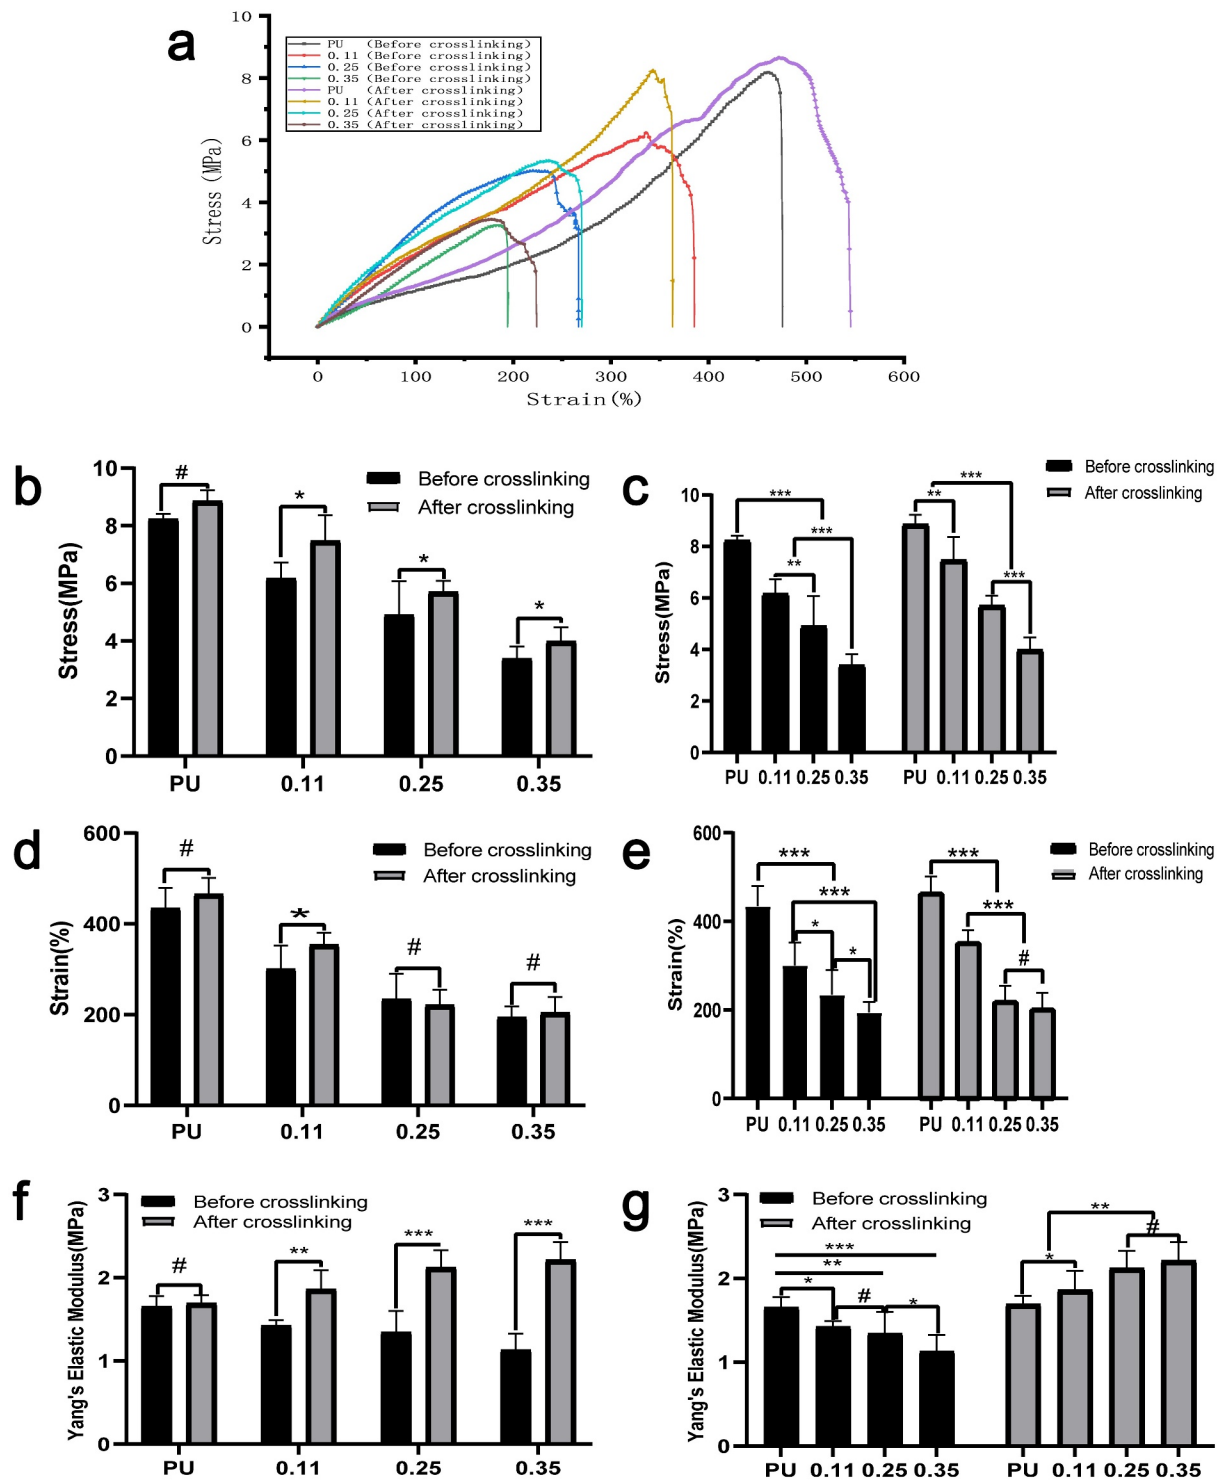 a
10
8
6
4
2
0
Stress (MPa)
PU (Before crosslinking)
0.11 (Before crosslinking)
0.25 (Before crosslinking)
0.35 (Before crosslinking)
PU (After crosslinking)
0.11 (After crosslinking)
0.25 (After crosslinking)
0.35 (After crosslinking)
0 100 200 300 400 500 600
Strain(%)
b
Before crosslinking
After crosslinking
10
8
6
4
2
0
Stress(MPa)
# * * *
PU 0.11 0.25 0.35
c
Before crosslinking
After crosslinking
10
8
6
4
2
0
Stress(MPa)
*** *** ** *** ** ***
PU 0.11 0.25 0.35 PU 0.11 0.25 0.35
d
Before crosslinking
After crosslinking
600
400
200
0
Strain(%)
# * # #
PU 0.11 0.25 0.35
e
Before crosslinking
After crosslinking
600
400
200
0
Strain(%)
*** *** * * *** *** #
PU 0.11 0.25 0.35 PU 0.11 0.25 0.35
f
Before crosslinking
After crosslinking
3
2
1
0
Yang's Elastic Modulus(MPa)
# ** *** ***
PU 0.11 0.25 0.35
g
Before crosslinking
After crosslinking
3
2
1
0
Yang's Elastic Modulus(MPa)
*** ** * # * ** # *
PU 0.11 0.25 0.35 PU 0.11 0.25 0.35